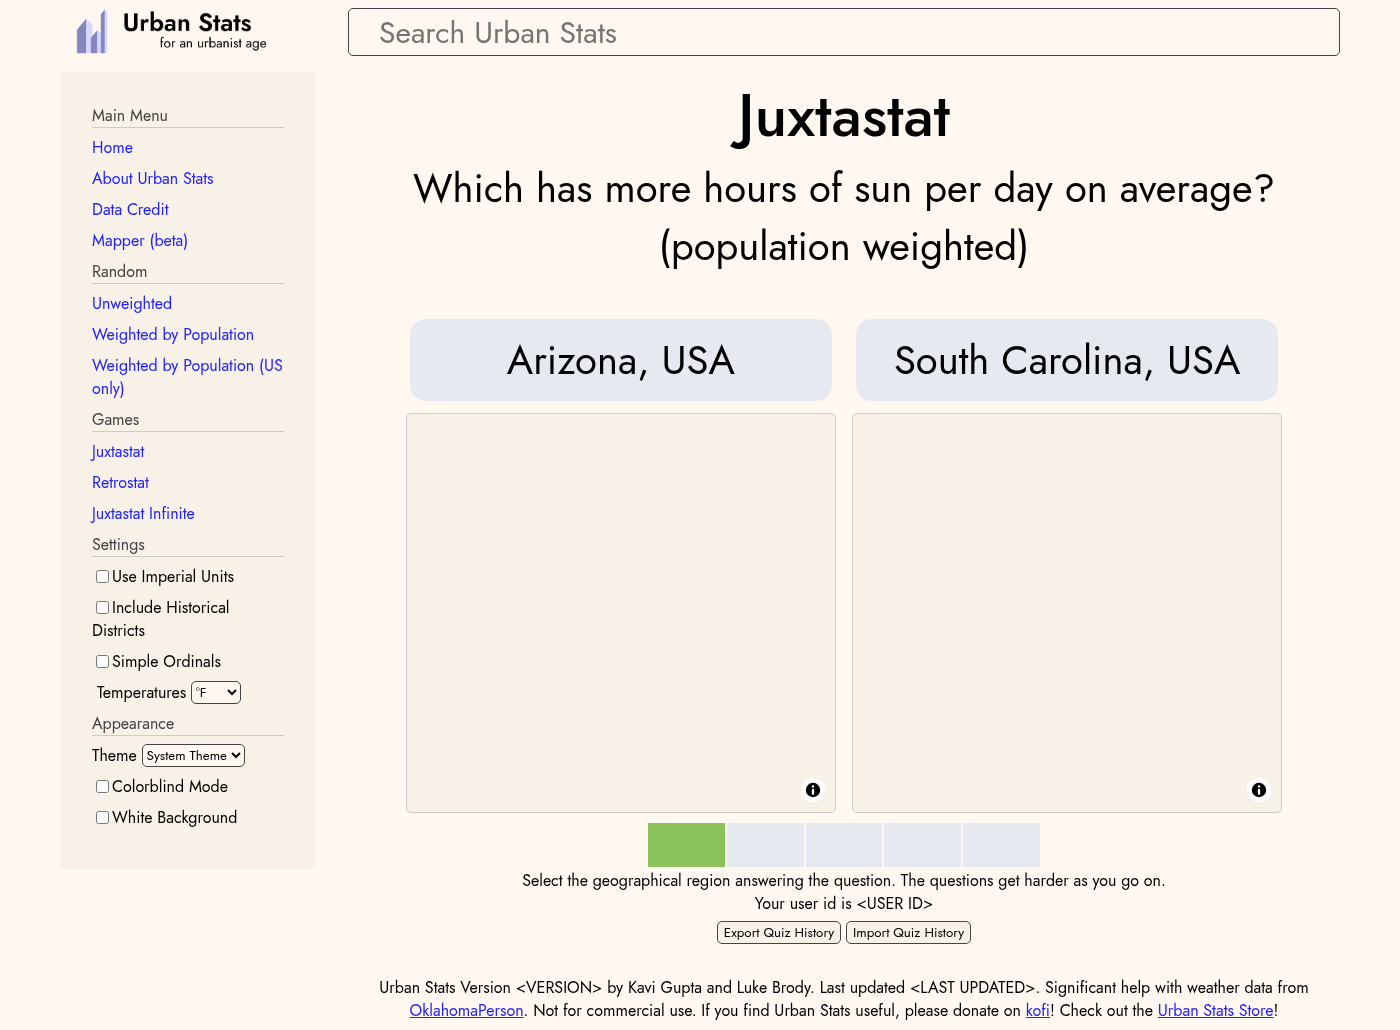 Urban Stats
for an urbanist age
Search Urban Stats
Main Menu
Home
About Urban Stats
Data Credit
Mapper (beta)
Random
Unweighted
Weighted by Population
Weighted by Population (US
only)
Games
Juxtastat
Retrostat
Juxtastat Infinite
Settings
Use Imperial Units
Include Historical
Districts
Simple Ordinals
Temperatures °F
Appearance
Theme System Theme
Colorblind Mode
White Background
Juxtastat
Which has more hours of sun per day on average?
(population weighted)
Arizona, USA
South Carolina, USA
Select the geographical region answering the question. The questions get harder as you go on.
Your user id is <USER ID>
Export Quiz History Import Quiz History
Urban Stats Version <VERSION> by Kavi Gupta and Luke Brody. Last updated <LAST UPDATED>. Significant help with weather data from
OklahomaPerson. Not for commercial use. If you find Urban Stats useful, please donate on kofi! Check out the Urban Stats Store!